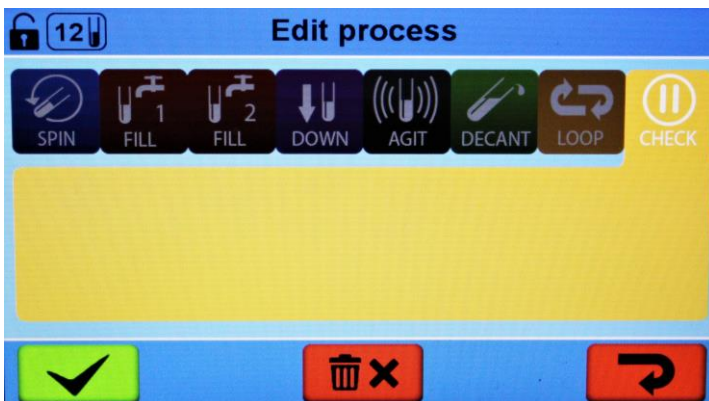 12
Edit process
SPIN
1
FILL
2
FILL
DOWN
AGIT
DECANT
LOOP
CHECK